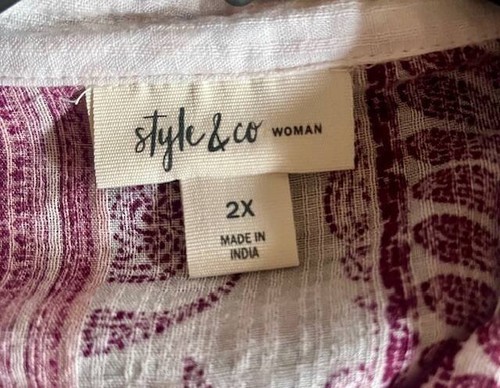 style & co WOMAN
2X
MADE IN
INDIA